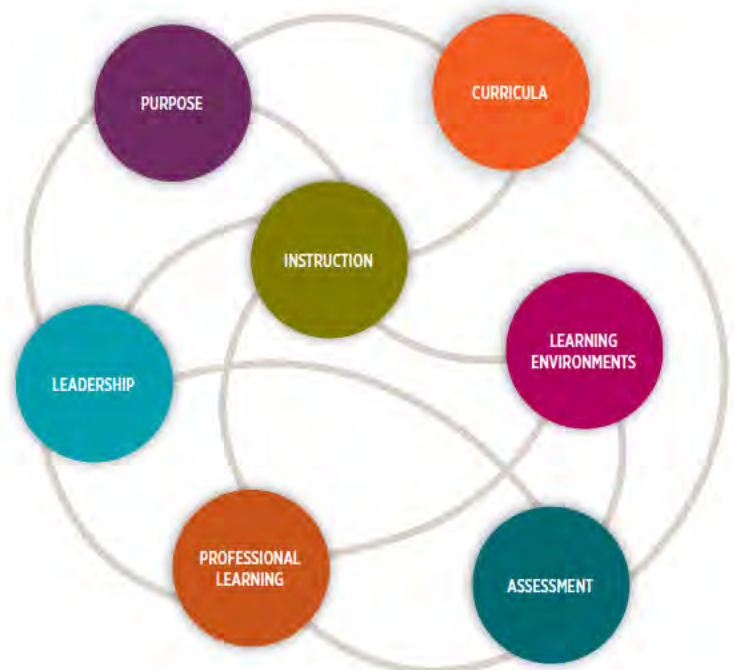 PURPOSE
CURRICULA
INSTRUCTION
LEARNING
ENVIRONMENTS
LEADERSHIP
PROFESSIONAL
LEARNING
ASSESSMENT